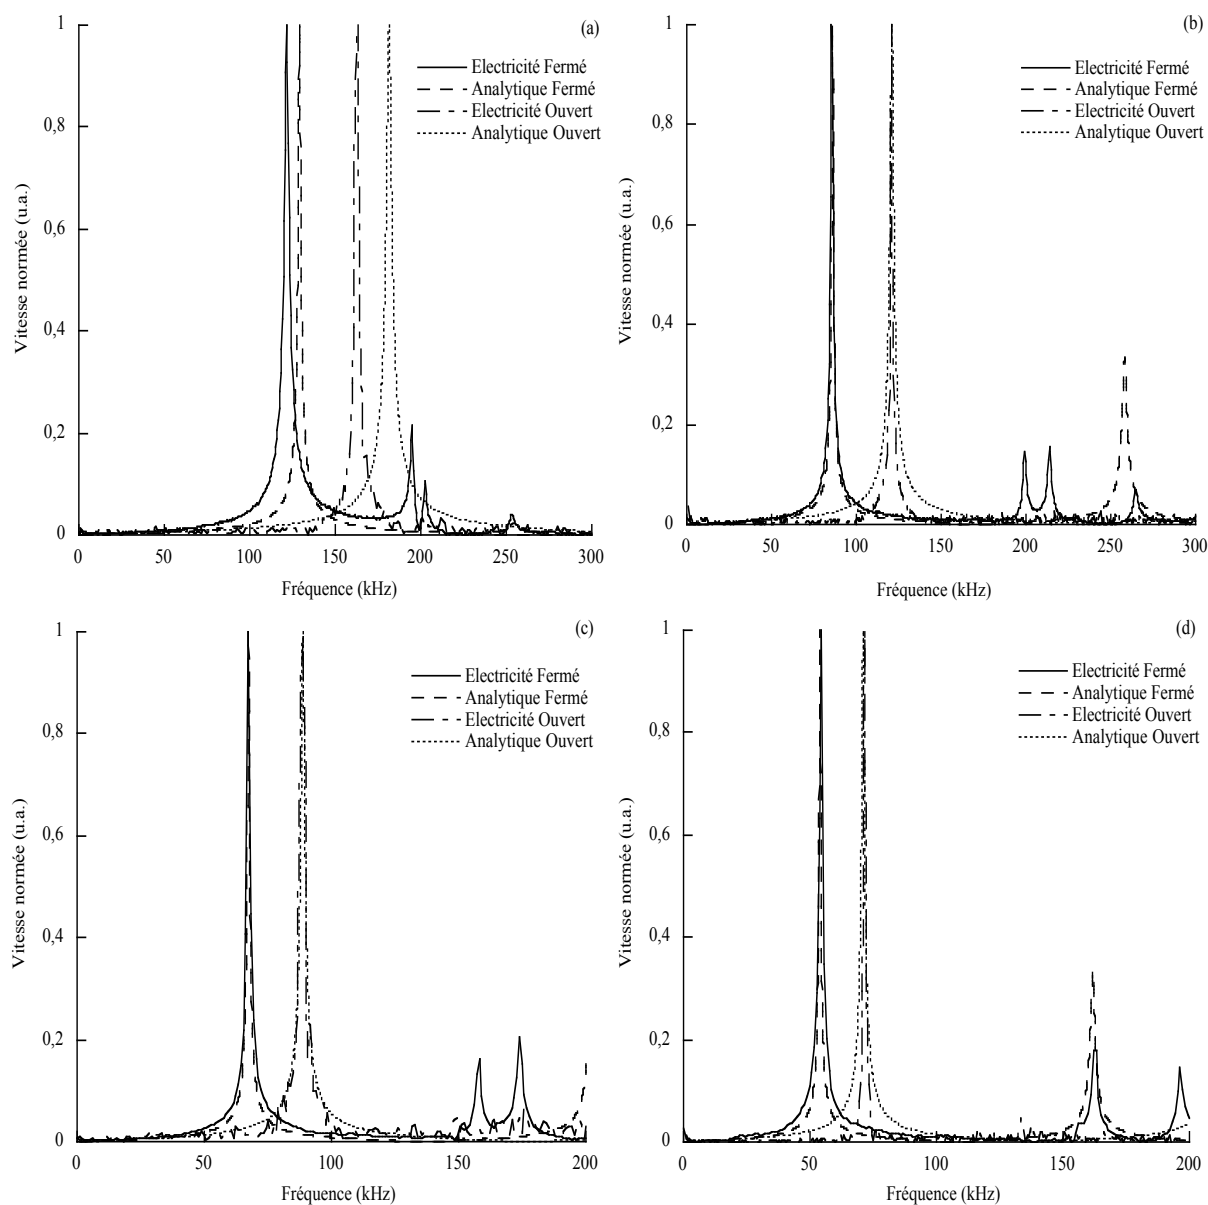 (a)
Electricité Fermé
Analytique Fermé
Electricité Ouvert
Analytique Ouvert
1
0,8
0,6
0,4
0,2
0
Vitesse normée (u.a.)
0 50 100 150 200 250 300
Fréquence (kHz)
(b)
Electricité Fermé
Analytique Fermé
Electricité Ouvert
Analytique Ouvert
1
0,8
0,6
0,4
0,2
0
Vitesse normée (u.a.)
0 50 100 150 200 250 300
Fréquence (kHz)
(c)
Electricité Fermé
Analytique Fermé
Electricité Ouvert
Analytique Ouvert
1
0,8
0,6
0,4
0,2
0
Vitesse normée (u.a.)
0 50 100 150 200
Fréquence (kHz)
(d)
Electricité Fermé
Analytique Fermé
Electricité Ouvert
Analytique Ouvert
1
0,8
0,6
0,4
0,2
0
Vitesse normée (u.a.)
0 50 100 150 200
Fréquence (kHz)